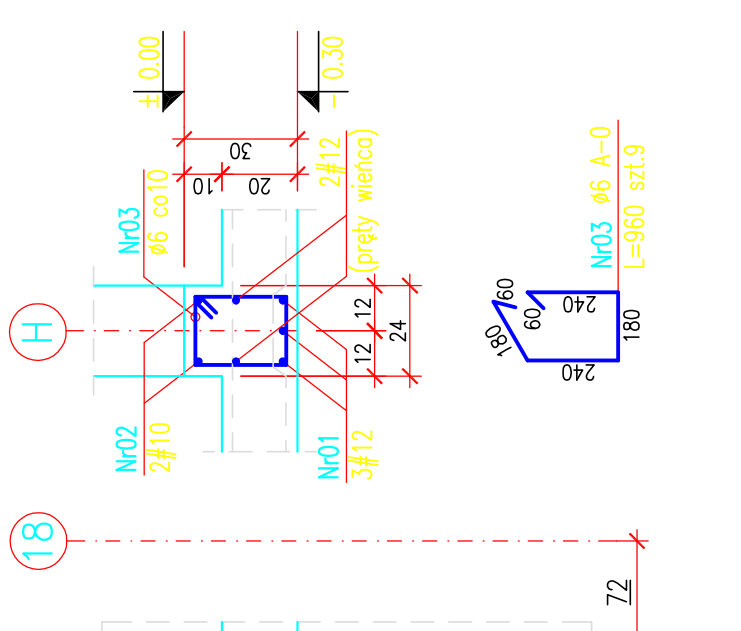 ± 0.00
- 0.30
30
10
20
2#12
(pręty wieńca)
Nr03
ø6 co10
H
12
12
24
Nr02
2#10
Nr01
3#12
Nr03 ø6 A-0
L=960 szt.9
60
60
180
240
240
180
18
72